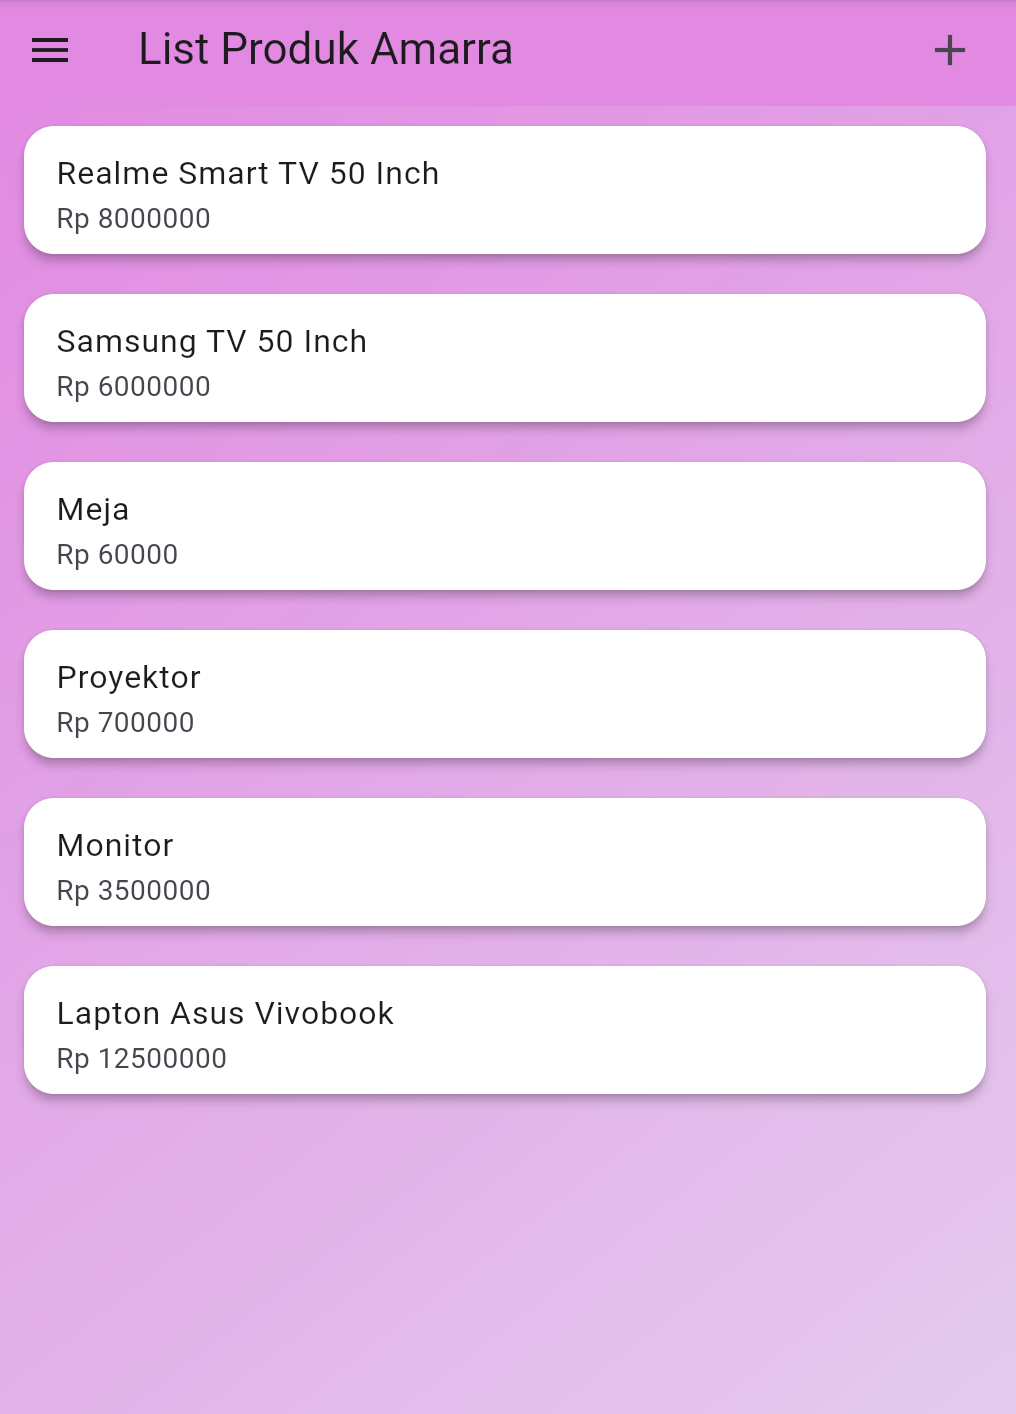 List Produk Amarra
Realme Smart TV 50 Inch
Rp 8000000
Samsung TV 50 Inch
Rp 6000000
Meja
Rp 60000
Proyektor
Rp 700000
Monitor
Rp 3500000
Lapton Asus Vivobook
Rp 12500000